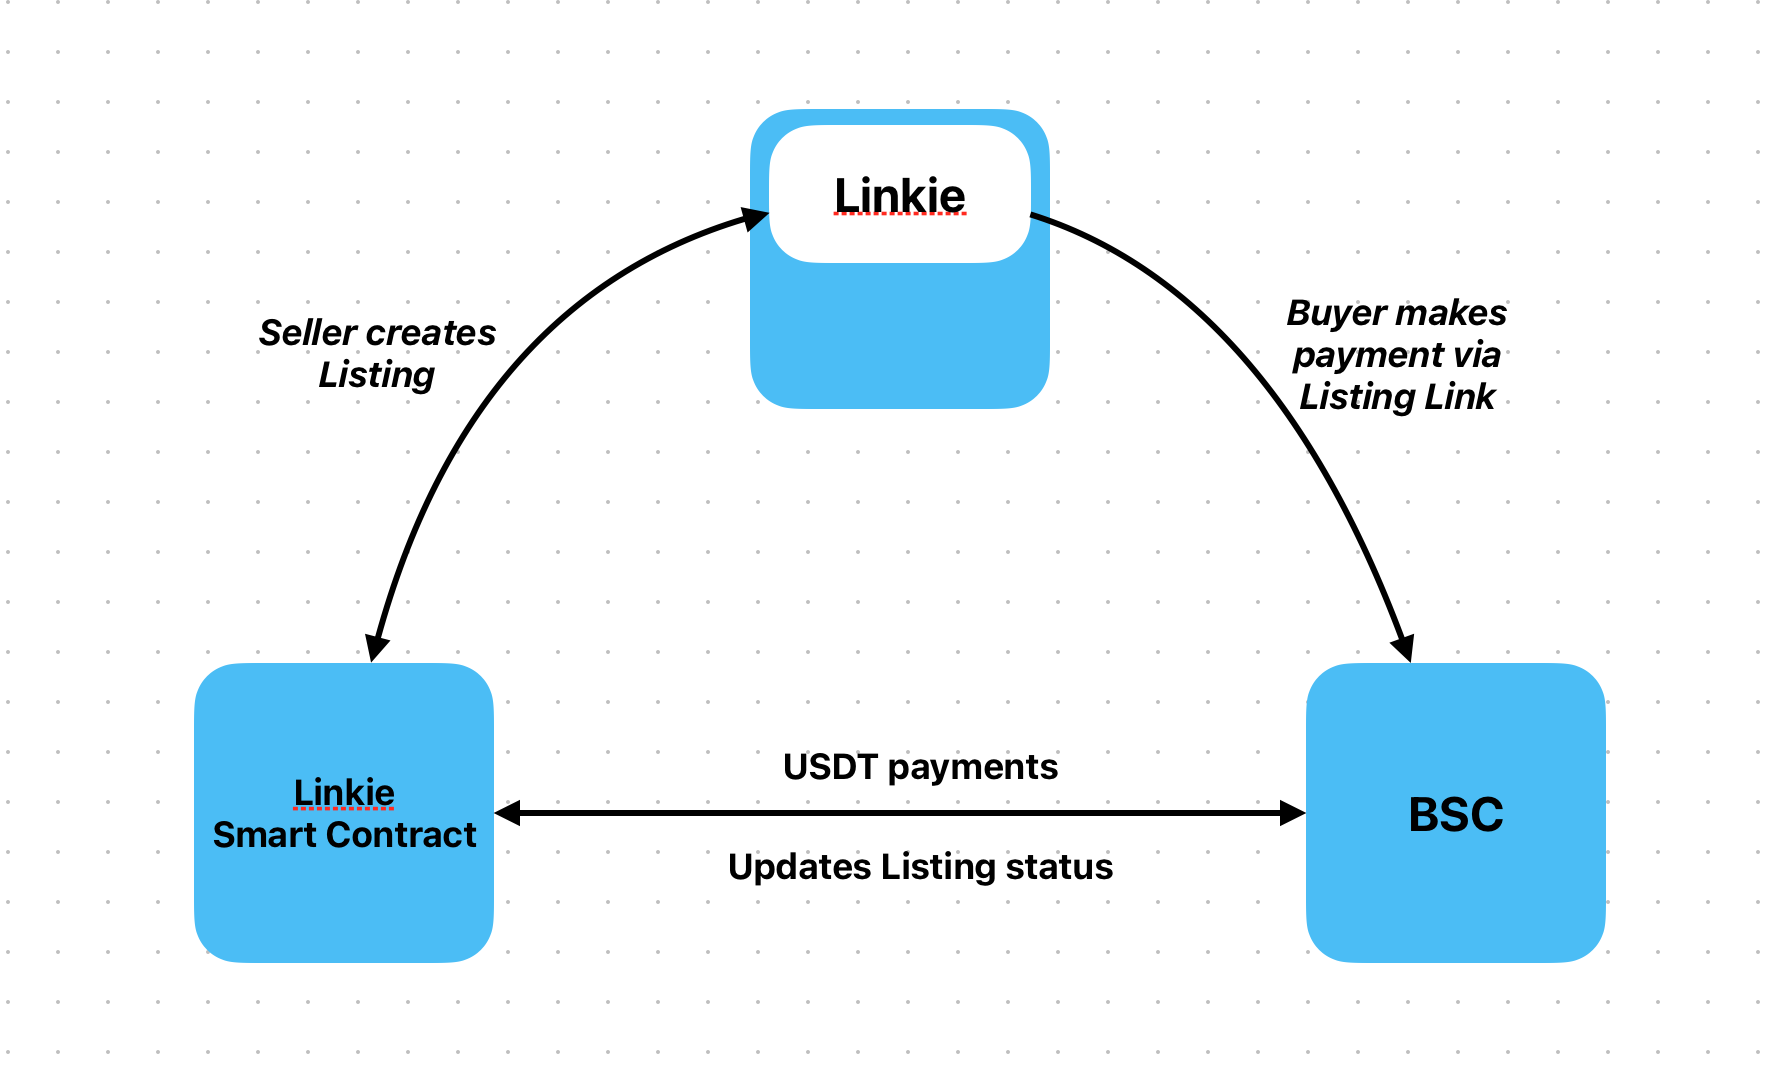 Linkie
Seller creates
Listing
Buyer makes
payment via
Listing Link
Linkie
Smart Contract
USDT payments
Updates Listing status
BSC